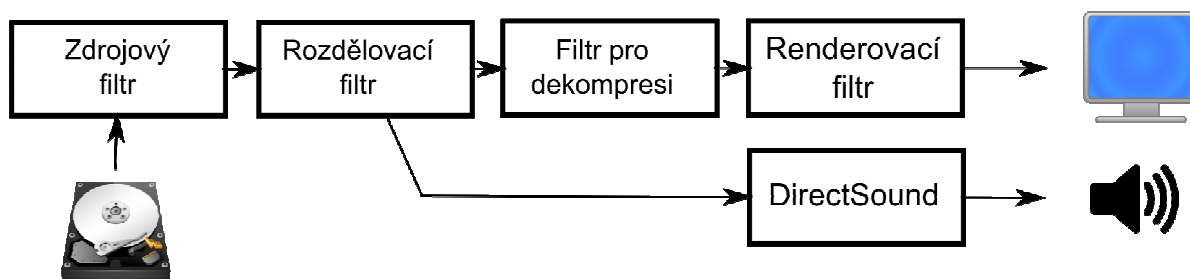 Zdrojový
filtr
Rozdělovací
filtr
Filtr pro
dekompresi
Renderovací
filtr
DirectSound